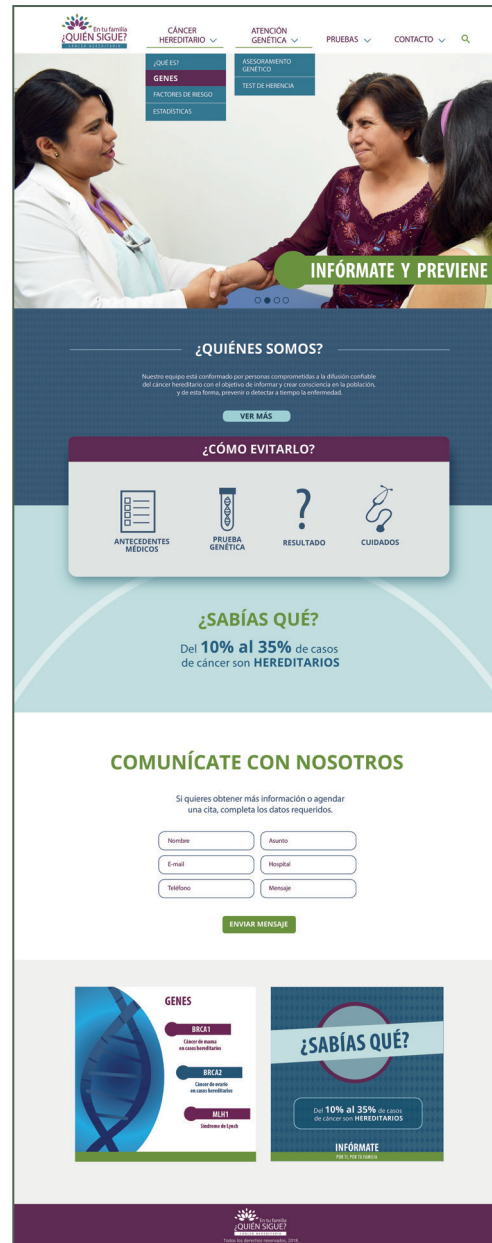 En tu familia
¿QUIÉN SIGUE?
CÁNCER HEREDITARIO
CÁNCER
HEREDITARIO
ATENCIÓN
GENÉTICA
PRUEBAS
CONTACTO
¿QUÉ ES?
GENES
FACTORES DE RIESGO
ESTADÍSTICAS
ASESORAMIENTO
GENÉTICO
TEST DE HERENCIA
INFÓRMATE Y PREVIENE
¿QUIÉNES SOMOS?
Nuestro equipo está conformado por personas comprometidas a la difusión confiable
del cáncer hereditario con el objetivo de informar y crear consciencia en la población,
y de esta forma, prevenir o detectar a tiempo la enfermedad.
VER MÁS
¿CÓMO EVITARLO?
ANTECEDENTES
MÉDICOS
PRUEBA
GENÉTICA
RESULTADO
CUIDADOS
¿SABÍAS QUÉ?
Del 10% al 35% de casos
de cáncer son HEREDITARIOS
COMUNÍCATE CON NOSOTROS
Si quieres obtener más información o agendar
una cita, completa los datos requeridos.
Nombre
Asunto
E-mail
Hospital
Teléfono
Mensaje
ENVIAR MENSAJE
GENES
BRCA1
Cáncer de mama
en casos hereditarios
BRCA2
Cáncer de ovario
en casos hereditarios
MLH1
Síndrome de Lynch
¿SABÍAS QUÉ?
Del 10% al 35% de casos
de cáncer son HEREDITARIOS
INFÓRMATE
POR TI, POR TU FAMILIA
En tu familia
¿QUIÉN SIGUE?
CÁNCER HEREDITARIO
Todos los derechos reservados, 2018